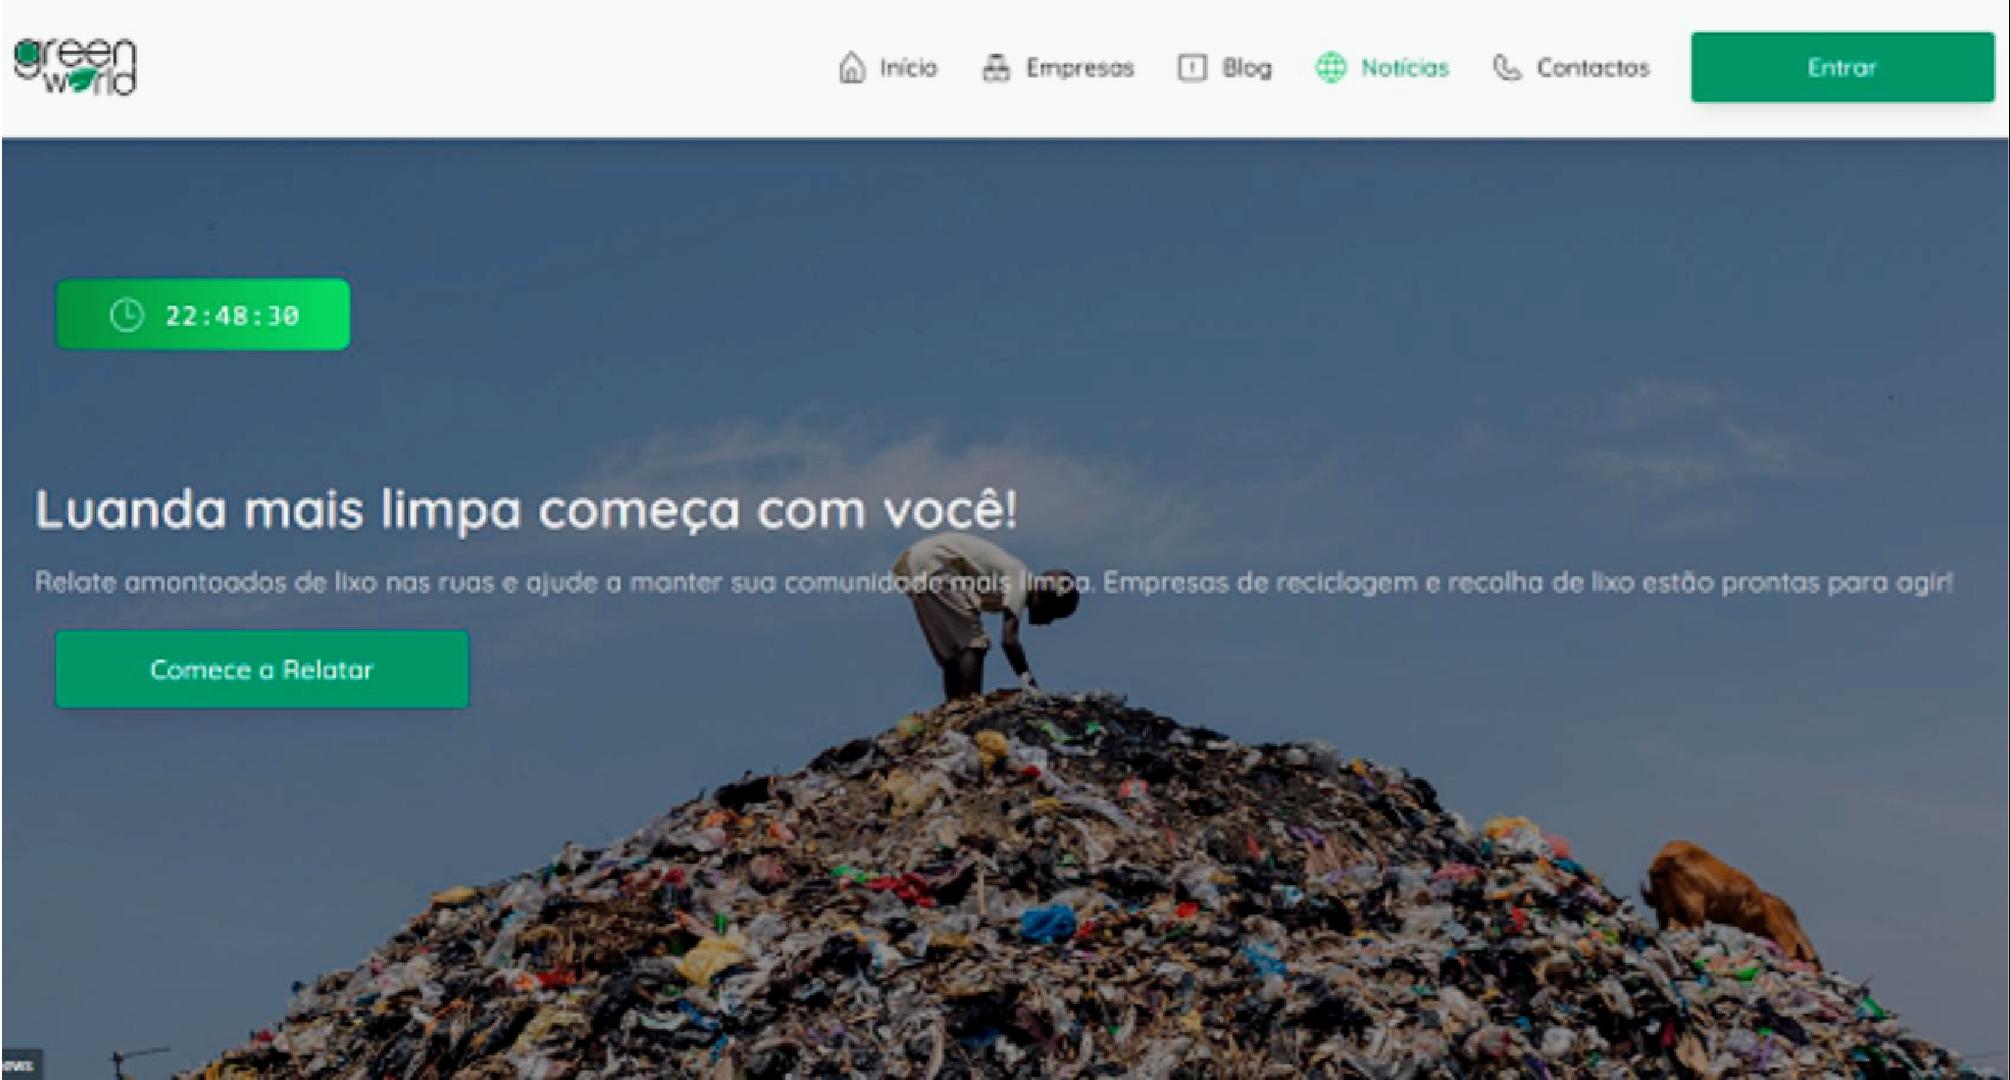 green
world
Início
Empresas
Blog
Notícias
Contactos
Entrar
22:48:30
Luanda mais limpa começa com você!
Relate amontoados de lixo nas ruas e ajude a manter sua comunidade mais limpa. Empresas de reciclagem e recolha de lixo estão prontas para agir!
Comece a Relatar